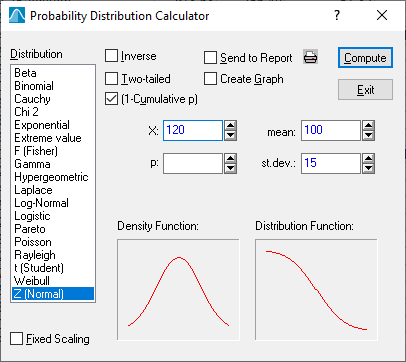 Probability Distribution Calculator ? ×
Distribution
Beta
Binomial
Cauchy
Chi 2
Exponential
Extreme value
F (Fisher)
Gamma
Hypergeometric
Laplace
Log-Normal
Logistic
Pareto
Poisson
Rayleigh
t (Student)
Weibull
Z (Normal)
Fixed Scaling
Inverse
Two-tailed
(1-Cumulative p)
Send to Report
Create Graph
Compute
Exit
X: 120
mean: 100
p:
st.dev.: 15
Density Function:
Distribution Function: